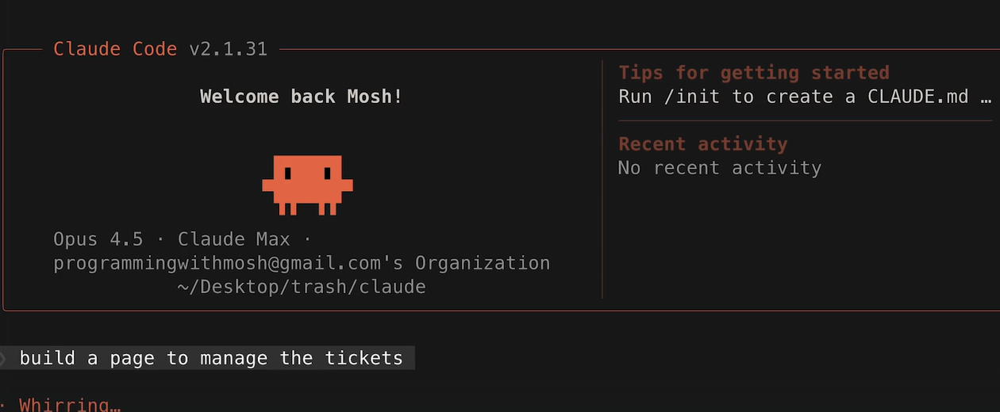 Claude Code v2.1.31
Welcome back Mosh!
Opus 4.5 · Claude Max ·
programmingwithmosh@gmail.com's Organization
~/Desktop/trash/claude
Tips for getting started
Run /init to create a CLAUDE.md …
Recent activity
No recent activity
❯ build a page to manage the tickets
· Whirring…